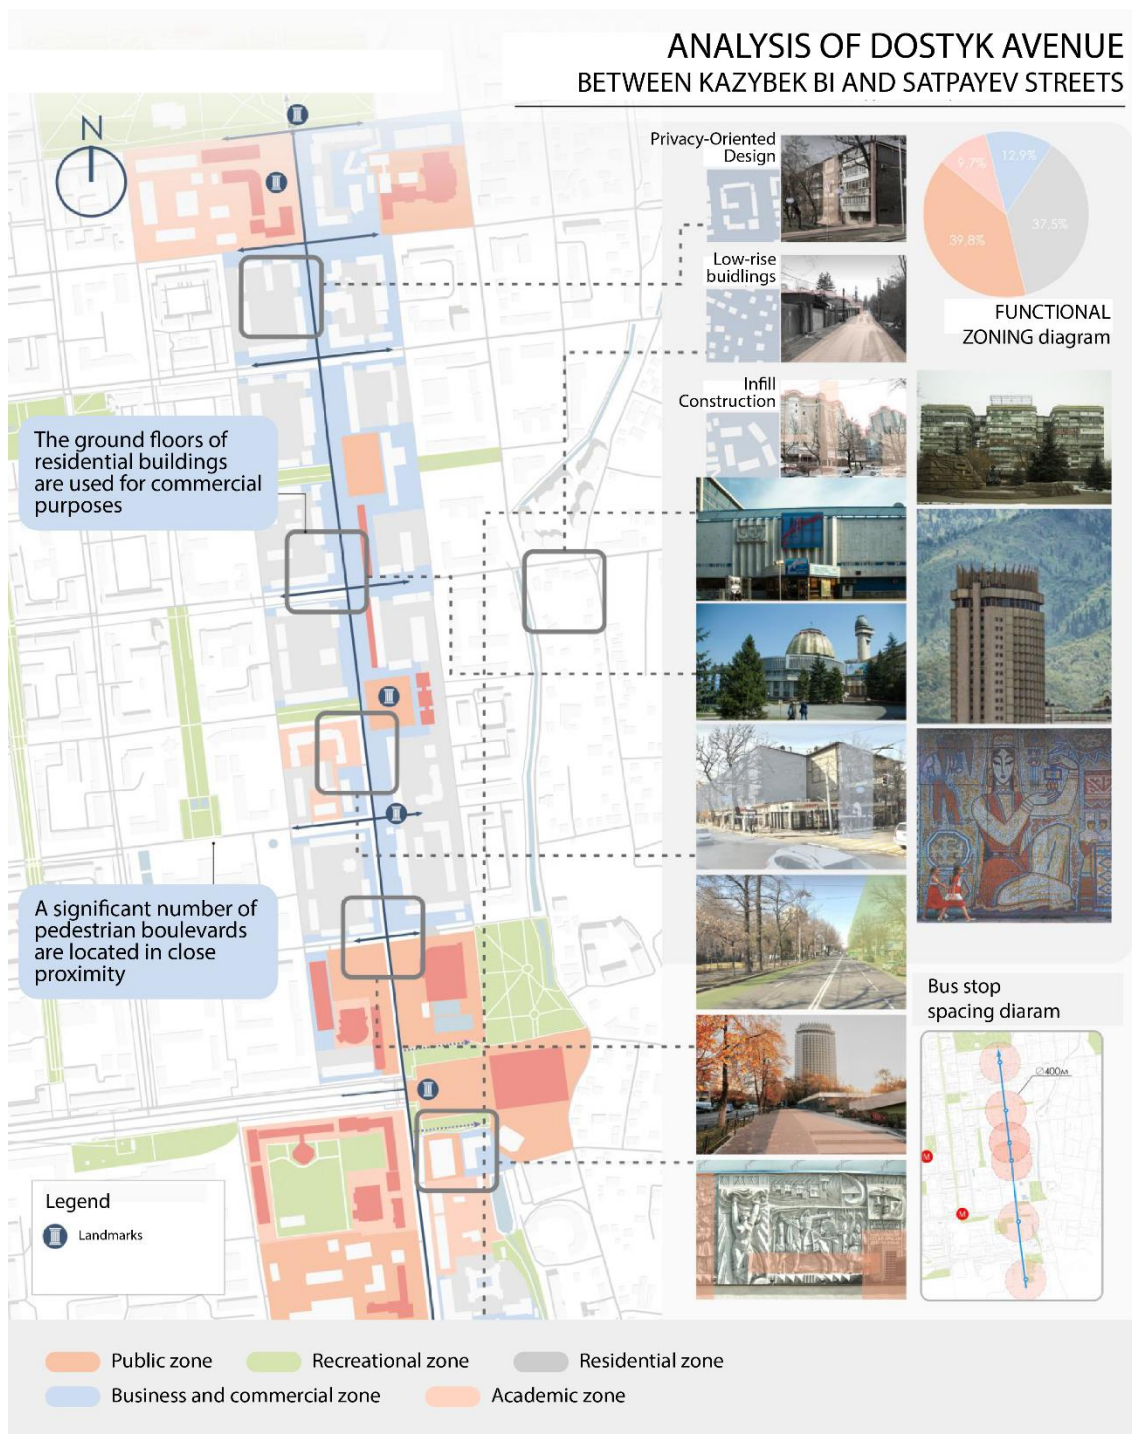 ANALYSIS OF DOSTYK AVENUE
BETWEEN KAZYBEK BI AND SATPAYEV STREETS
N
Privacy-Oriented
Design
Low-rise
buidlings
Infill
Construction
12,9%
9,7%
37,5%
39,8%
FUNCTIONAL
ZONING diagram
The ground floors of
residential buildings
are used for commercial
purposes
A significant number of
pedestrian boulevards
are located in close
proximity
Bus stop
spacing diaram
∅400м
M
M
Legend
Landmarks
Public zone
Recreational zone
Residential zone
Business and commercial zone
Academic zone